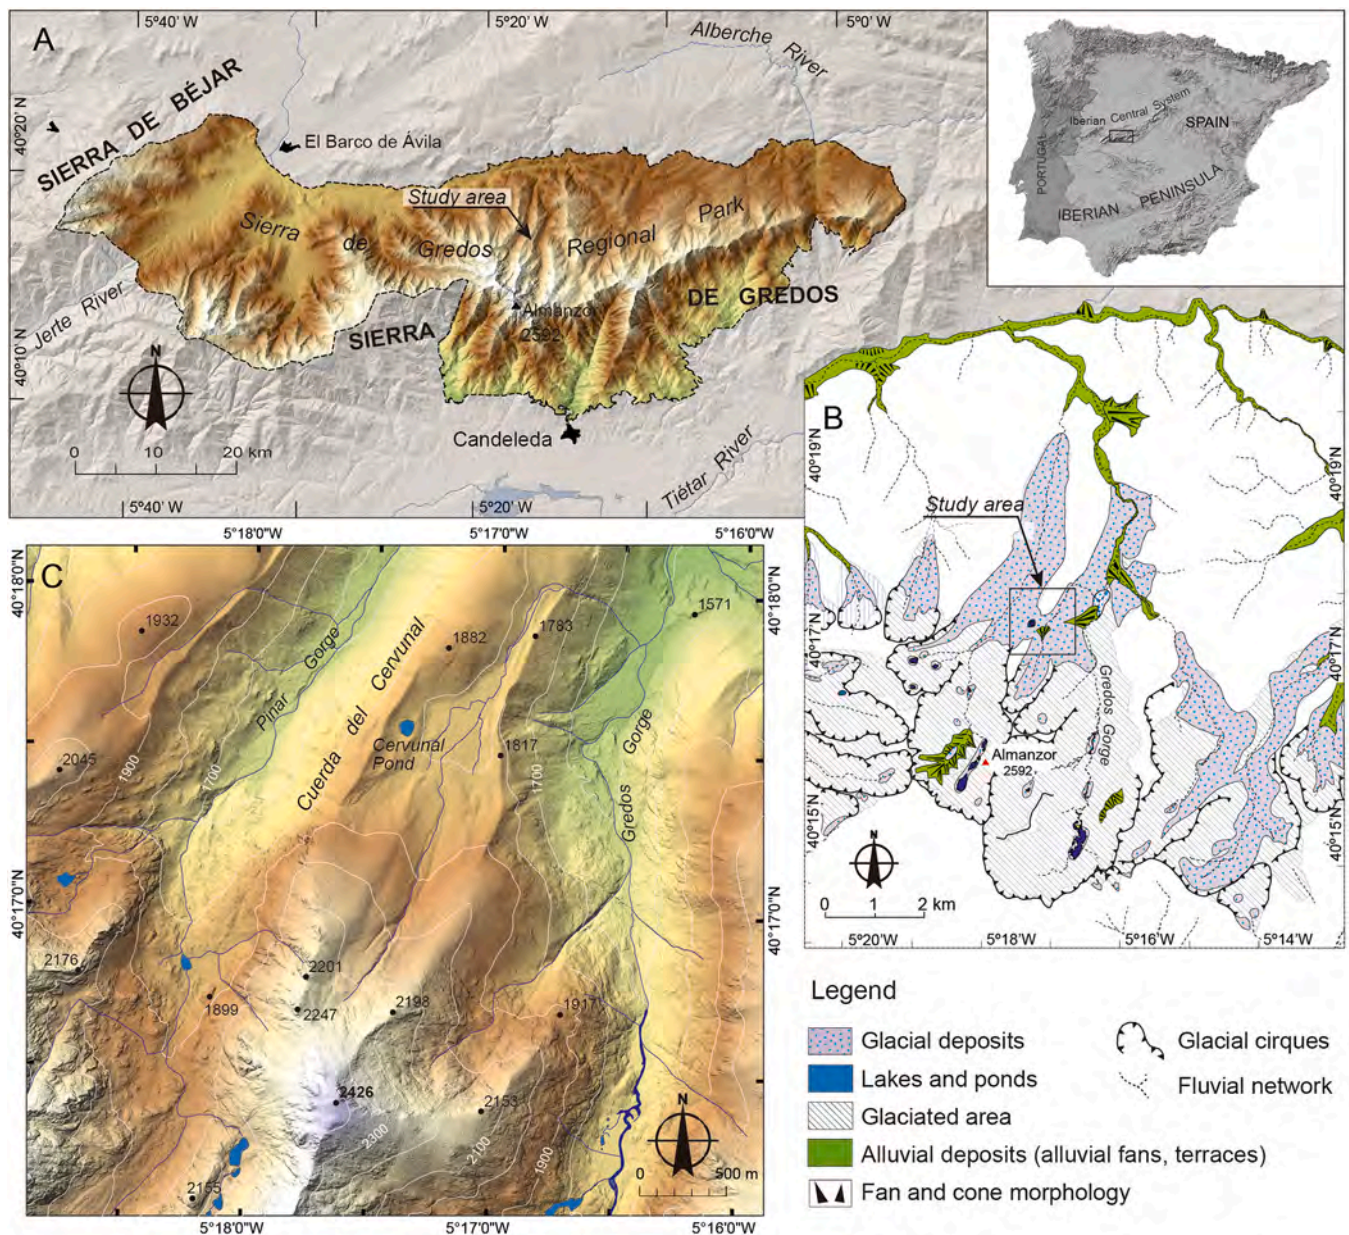 A
5°40' W
5°20' W
5°0' W
40°20' N
40°10' N
SIERRA DE BÉJAR
El Barco de Ávila
Alberche River
Study area
Sierra de Gredos Regional Park
Jerte River
SIERRA DE GREDOS
Almanzor
2592
N
0 10 20 km
Candeleda
Tiétar River
5°40' W
5°20' W
Iberian Central System
SPAIN
PORTUGAL
IBERIAN PENINSULA
B
40°19'N
40°19'N
Study area
40°17'N
40°17'N
Gredos Gorge
Almanzor
2592
40°15'N
40°15'N
N
0 1 2 km
5°20'W
5°18'W
5°16'W
5°14'W
C
5°18'0"W
5°17'0"W
5°16'0"W
40°18'0"N
40°18'0"N
1932
1571
1783
1882
Pinar Gorge
Cuerda del Cervunal
Cervunal
Pond
1817
Gredos Gorge
2045
1900
1700
1700
40°17'0"N
40°17'0"N
2176
2201
1899
2247
2198
1917
2426
2153
2300
2100
1900
2155
N
0 500 m
5°18'0"W
5°17'0"W
5°16'0"W
Legend
Glacial deposits
Lakes and ponds
Glaciated area
Alluvial deposits (alluvial fans, terraces)
Fan and cone morphology
Glacial cirques
Fluvial network